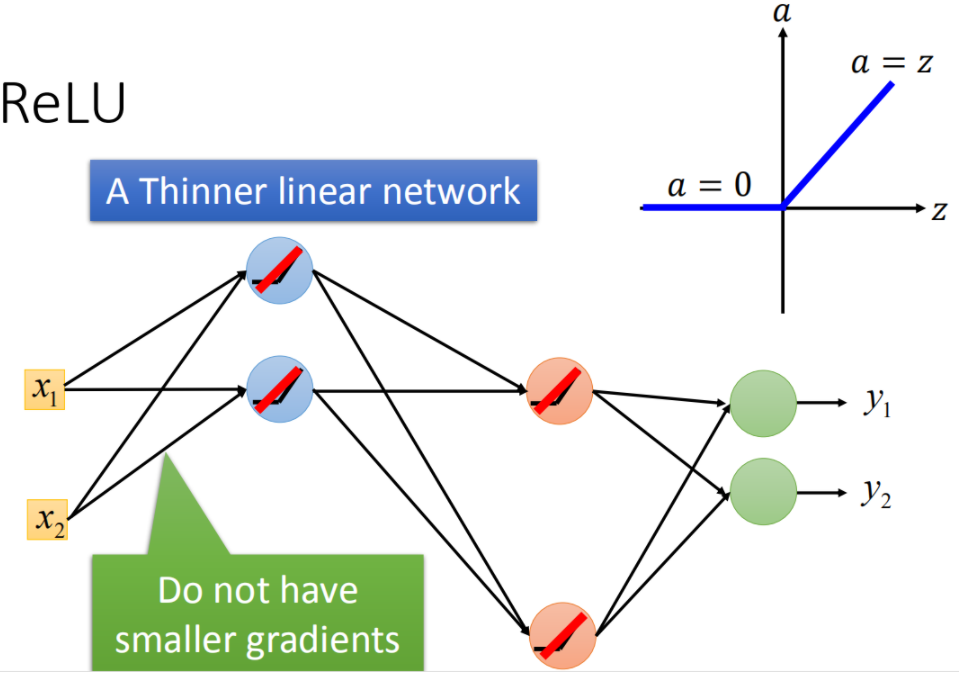 ReLU
a
a = z
a = 0
z
A Thinner linear network
x₁
x₂
y₁
y₂
Do not have
smaller gradients